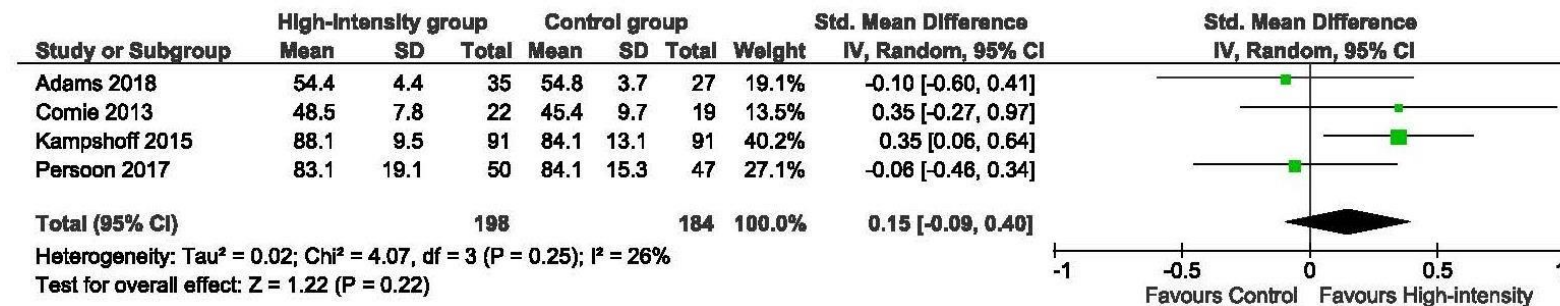 High-Intensity group Control group Std. Mean Difference Std. Mean Difference
Study or Subgroup Mean SD Total Mean SD Total Weight IV, Random, 95% CI IV, Random, 95% CI
Adams 2018 54.4 4.4 35 54.8 3.7 27 19.1% -0.10 [-0.60, 0.41]
Comie 2013 48.5 7.8 22 45.4 9.7 19 13.5% 0.35 [-0.27, 0.97]
Kampshoff 2015 88.1 9.5 91 84.1 13.1 91 40.2% 0.35 [0.06, 0.64]
Persoon 2017 83.1 19.1 50 84.1 15.3 47 27.1% -0.06 [-0.46, 0.34]
Total (95% CI) 198 184 100.0% 0.15 [-0.09, 0.40]
Heterogeneity: Tau² = 0.02; Chi² = 4.07, df = 3 (P = 0.25); I² = 26%
Test for overall effect: Z = 1.22 (P = 0.22)
-1 -0.5 0 0.5 1
Favours Control Favours High-intensity